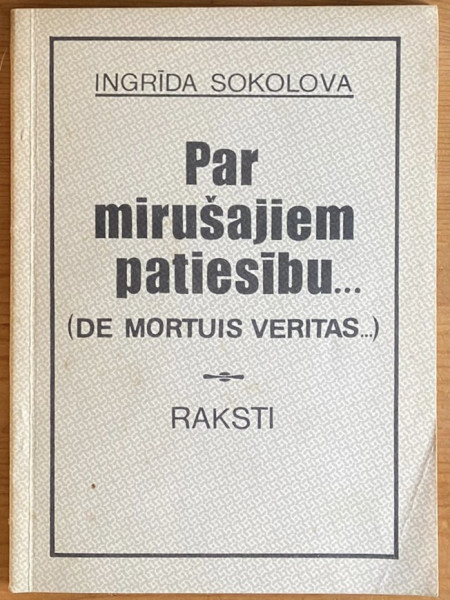 INGRĪDA SOKOLOVA
Par
mirušajiem
patiesību...
(DE MORTUIS VERITAS...)
RAKSTI